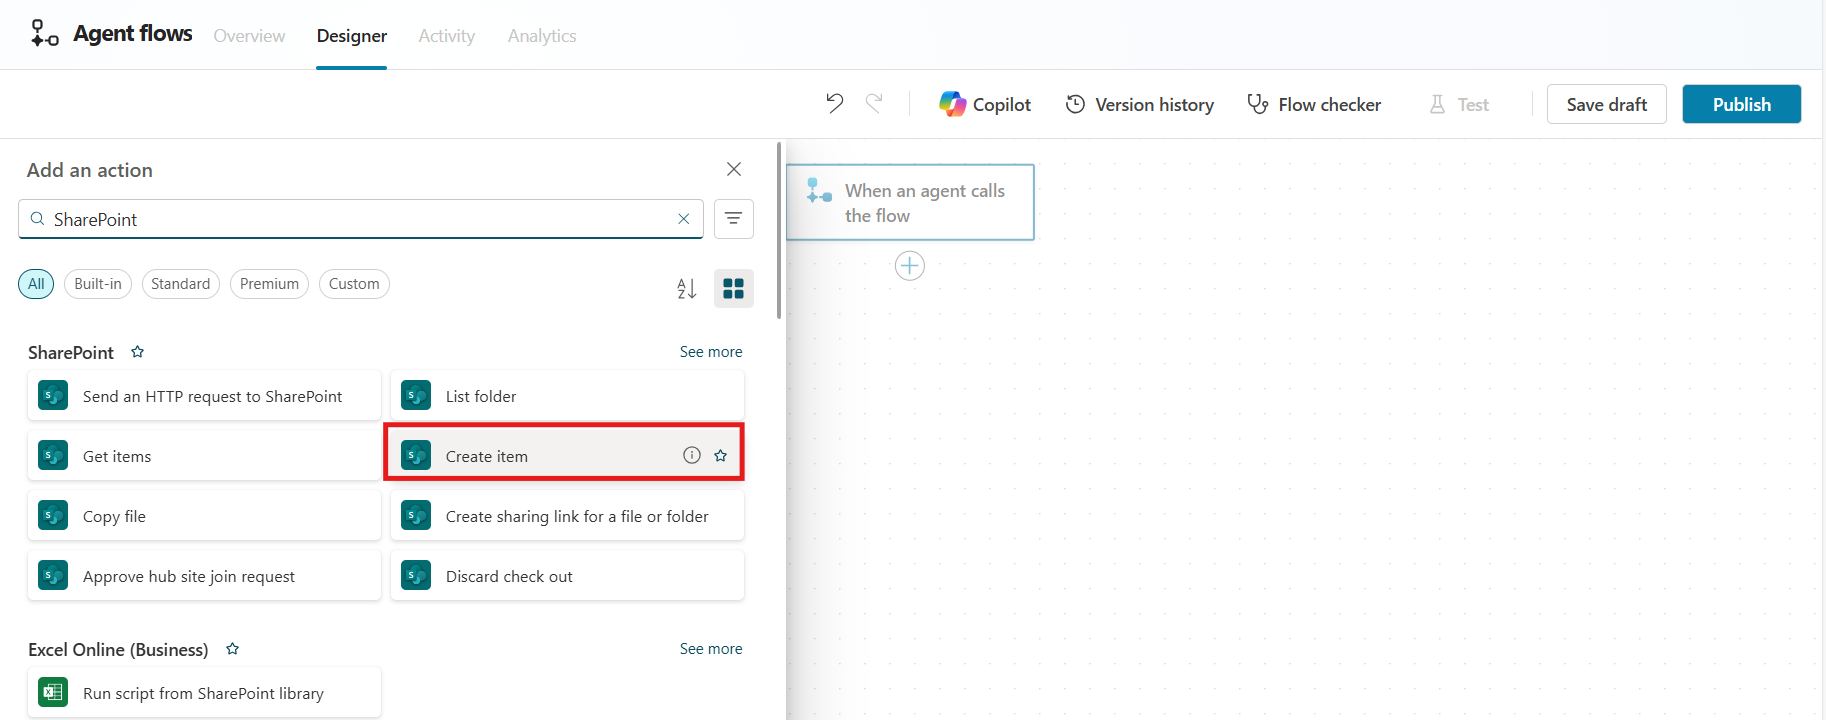 Agent flows
Overview
Designer
Activity
Analytics
Copilot
Version history
Flow checker
Test
Save draft
Publish
Add an action
SharePoint
All
Built-in
Standard
Premium
Custom
When an agent calls
the flow
SharePoint
See more
Send an HTTP request to SharePoint
List folder
Get items
Create item
Copy file
Create sharing link for a file or folder
Approve hub site join request
Discard check out
Excel Online (Business)
See more
Run script from SharePoint library